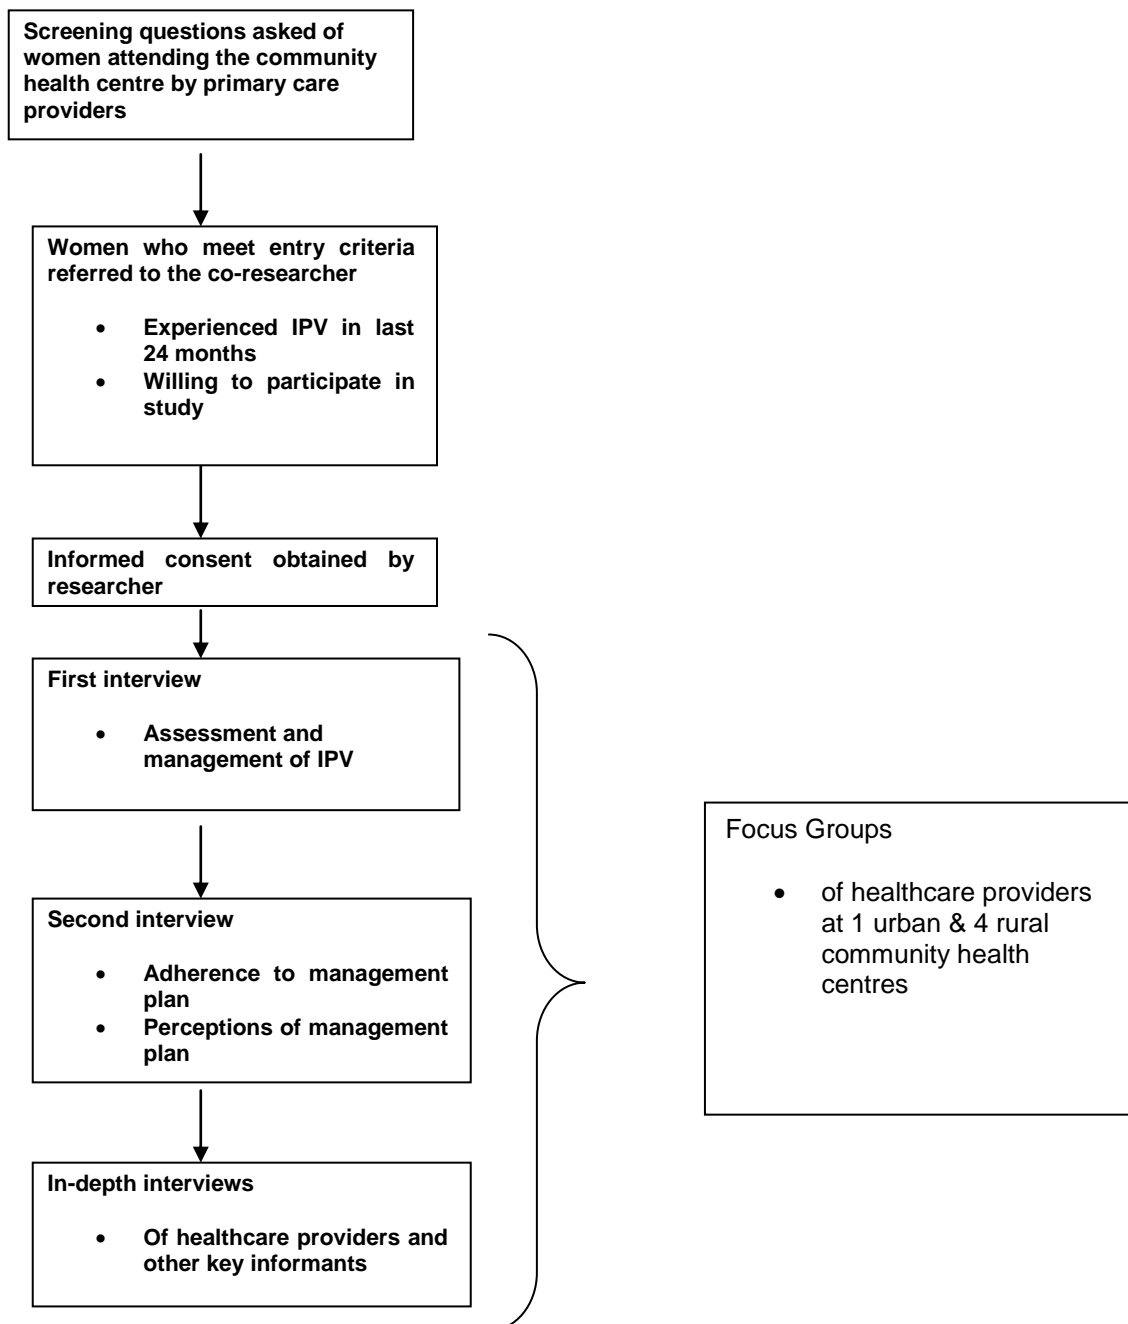 Screening questions asked of
women attending the community
health centre by primary care
providers
Women who meet entry criteria
referred to the co-researcher
• Experienced IPV in last
24 months
• Willing to participate in
study
Informed consent obtained by
researcher
First interview
• Assessment and
management of IPV
Second interview
• Adherence to management
plan
• Perceptions of management
plan
In-depth interviews
• Of healthcare providers and
other key informants
Focus Groups
• of healthcare providers
at 1 urban & 4 rural
community health
centres